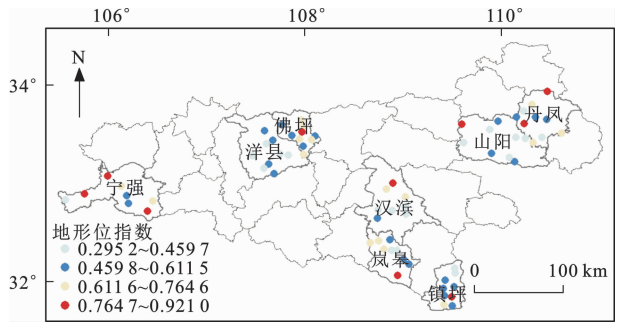 106°
108°
110°
N
34°
32°
丹凤
山阳
佛坪
洋县
宁强
汉滨
岚皋
镇坪
地形位指数
0.295 2~0.459 7
0.459 8~0.611 5
0.611 6~0.764 6
0.764 7~0.921 0
0
100 km